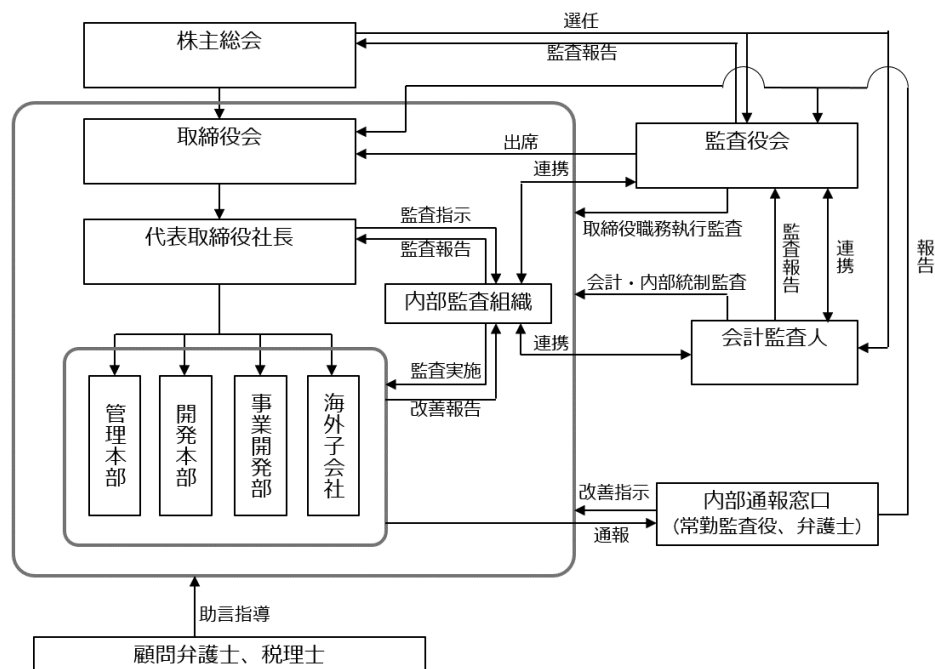 選任
株主総会
監査報告
取締役会
監査役会
出席
連携
監査指示
取締役職務執行監査
代表取締役社長
監査報告
監査報告
連携
報告
会計・内部統制監査
内部監査組織
会計監査人
連携
監査実施
改善報告
管理本部
開発本部
事業開発部
海外子会社
改善指示
内部通報窓口
(常勤監査役、弁護士)
通報
助言指導
顧問弁護士、税理士